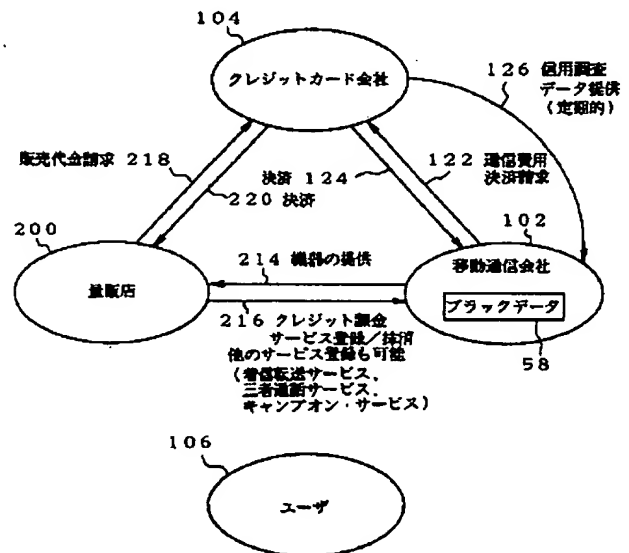 104
クレジットカード会社
126 信用調査
データ提供
(定期的)
販売代金請求 218
220 決済
決済 124
122 通信費用
決済請求
200
量販店
102
移動通信会社
ブラックデータ
58
214 機器の提供
216 クレジット課金
サービス登録/抹消
他のサービス登録も可能
(着信転送サービス、
三者通話サービス、
キャンプオン・サービス)
106
ユーザ